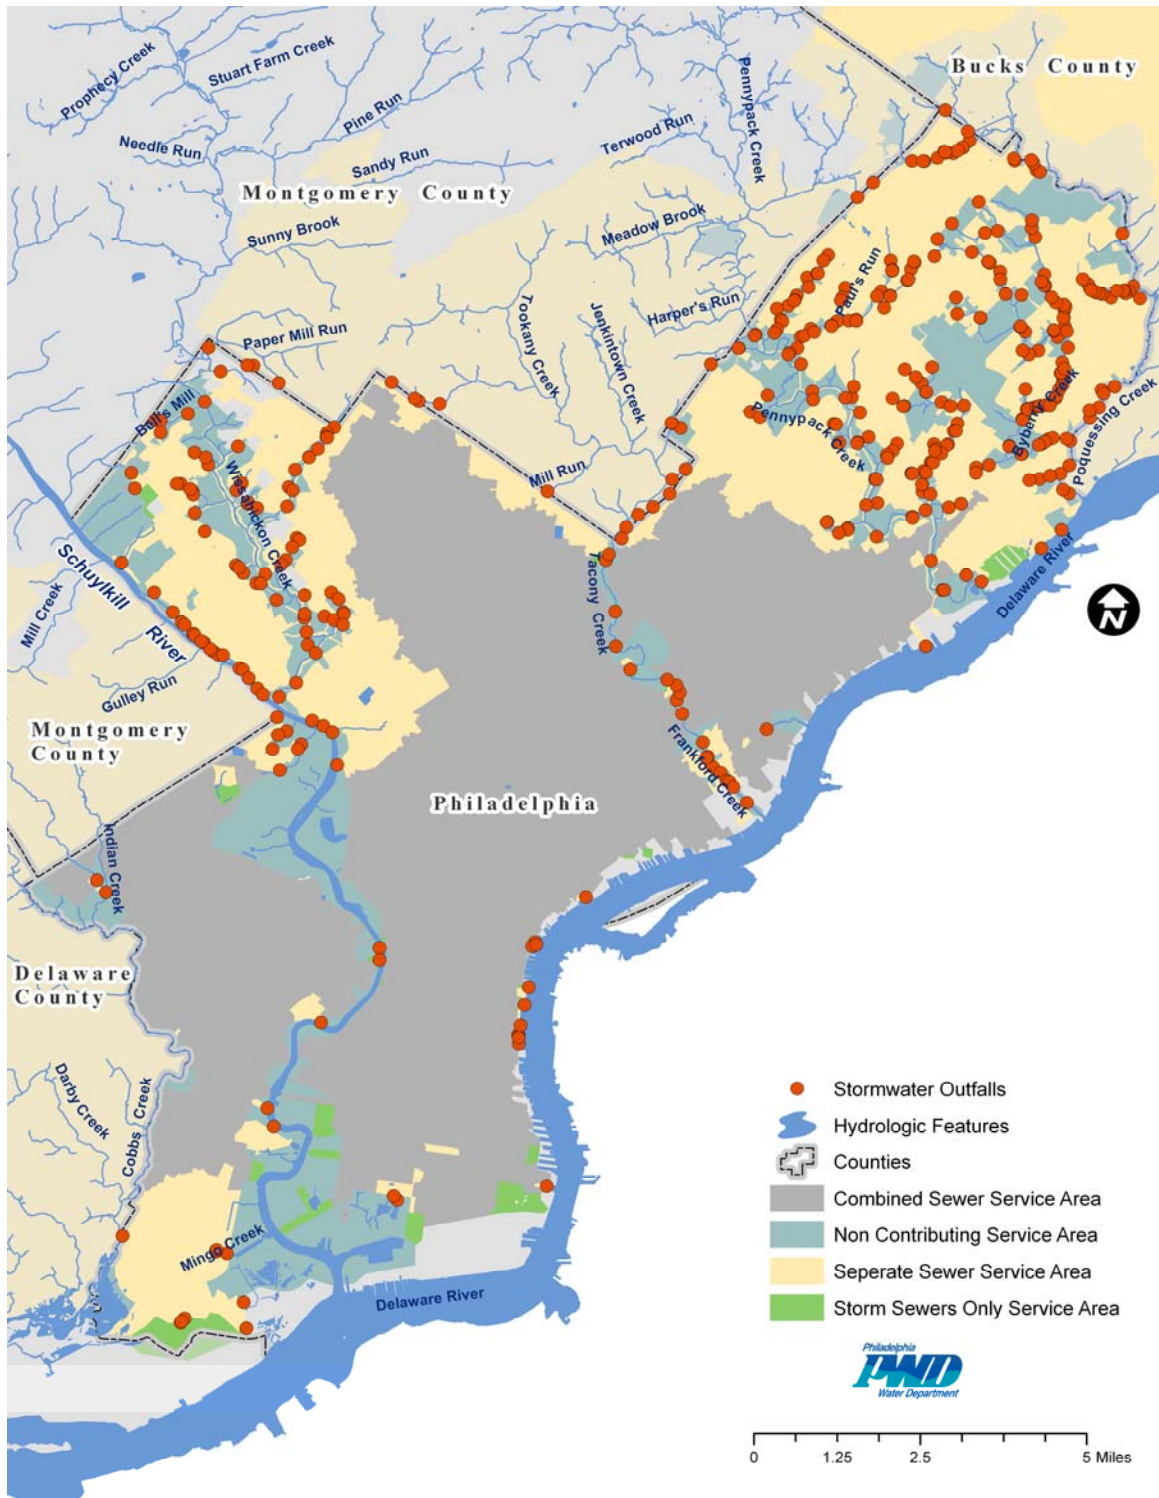 Bucks County
Prophecy Creek
Stuart Farm Creek
Pine Run
Needle Run
Sandy Run
Terwood Run
Pennypack Creek
Montgomery County
Sunny Brook
Meadow Brook
Paul's Run
Harper's Run
Tookany Creek
Jenkintown Creek
Paper Mill Run
Bell's Mill
Pennypack Creek
Byberry Creek
Poquessing Creek
Wissahickon Creek
Mill Run
Schuylkill
River
Mill Creek
Tacony Creek
Delaware River
N
Gulley Run
Montgomery
County
Frankford Creek
Philadelphia
Indian Creek
Delaware
County
Darby Creek
Cobbs Creek
Mingo Creek
Delaware River
Stormwater Outfalls
Hydrologic Features
Counties
Combined Sewer Service Area
Non Contributing Service Area
Seperate Sewer Service Area
Storm Sewers Only Service Area
Philadelphia
PWD
Water Department
0 1.25 2.5 5 Miles